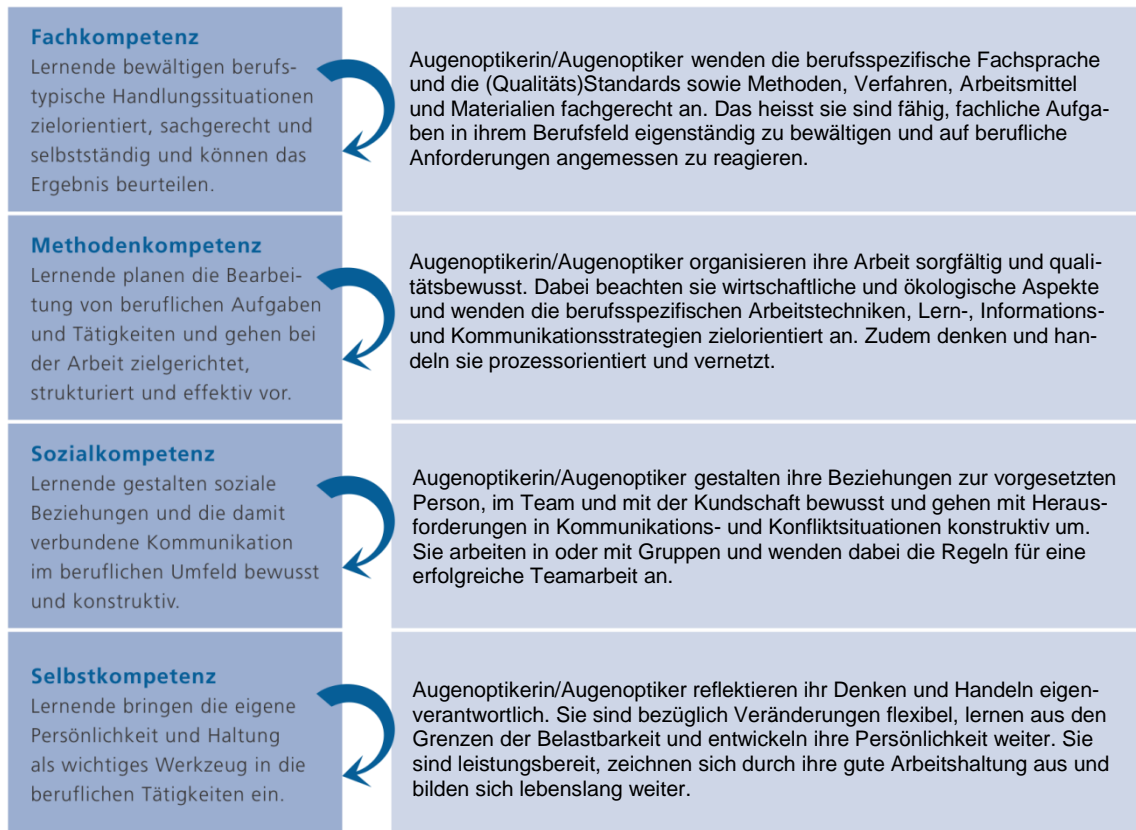 Fachkompetenz
Lernende bewältigen berufs-
typische Handlungssituationen
zielorientiert, sachgerecht und
selbstständig und können das
Ergebnis beurteilen.
Augenoptikerin/Augenoptiker wenden die berufsspezifische Fachsprache
und die (Qualitäts)Standards sowie Methoden, Verfahren, Arbeitsmittel
und Materialien fachgerecht an. Das heisst sie sind fähig, fachliche Aufga-
ben in ihrem Berufsfeld eigenständig zu bewältigen und auf berufliche
Anforderungen angemessen zu reagieren.
Methodenkompetenz
Lernende planen die Bearbei-
tung von beruflichen Aufgaben
und Tätigkeiten und gehen bei
der Arbeit zielgerichtet,
strukturiert und effektiv vor.
Augenoptikerin/Augenoptiker organisieren ihre Arbeit sorgfältig und quali-
tätsbewusst. Dabei beachten sie wirtschaftliche und ökologische Aspekte
und wenden die berufsspezifischen Arbeitstechniken, Lern-, Informations-
und Kommunikationsstrategien zielorientiert an. Zudem denken und han-
deln sie prozessorientiert und vernetzt.
Sozialkompetenz
Lernende gestalten soziale
Beziehungen und die damit
verbundene Kommunikation
im beruflichen Umfeld bewusst
und konstruktiv.
Augenoptikerin/Augenoptiker gestalten ihre Beziehungen zur vorgesetzten
Person, im Team und mit der Kundschaft bewusst und gehen mit Heraus-
forderungen in Kommunikations- und Konfliktsituationen konstruktiv um.
Sie arbeiten in oder mit Gruppen und wenden dabei die Regeln für eine
erfolgreiche Teamarbeit an.
Selbstkompetenz
Lernende bringen die eigene
Persönlichkeit und Haltung
als wichtiges Werkzeug in die
beruflichen Tätigkeiten ein.
Augenoptikerin/Augenoptiker reflektieren ihr Denken und Handeln eigen-
verantwortlich. Sie sind bezüglich Veränderungen flexibel, lernen aus den
Grenzen der Belastbarkeit und entwickeln ihre Persönlichkeit weiter. Sie
sind leistungsbereit, zeichnen sich durch ihre gute Arbeitshaltung aus und
bilden sich lebenslang weiter.